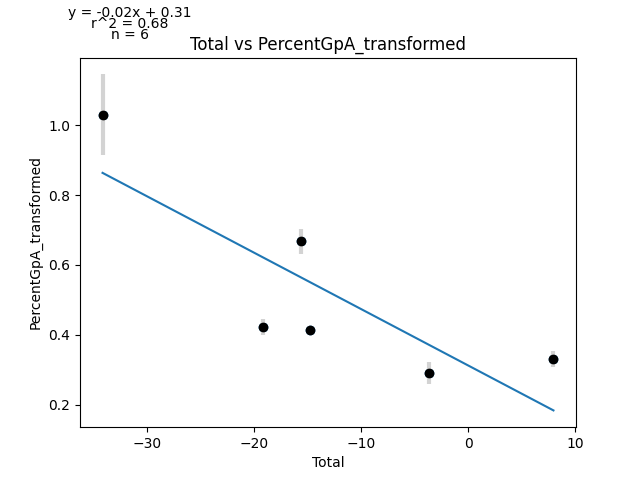 y = -0.02x + 0.31
r^2 = 0.68
n = 6
Total vs PercentGpA_transformed
PercentGpA_transformed
1.0
0.8
0.6
0.4
0.2
−30
−20
−10
0
10
Total